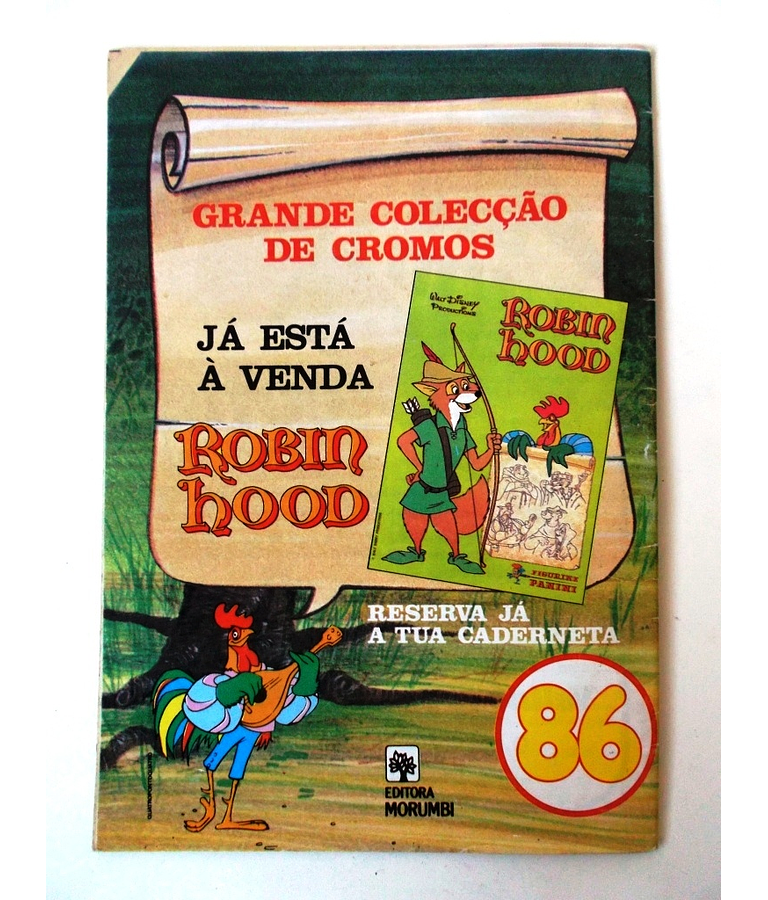 GRANDE COLECÇÃO
DE CROMOS
JÁ ESTÁ
À VENDA
ROBIN
HOOD
WALT DISNEY
PRODUCTIONS
ROBIN
HOOD
FIGURINE
PANINI
RESERVA JÁ
A TUA CADERNETA
86
EDITORA
MORUMBI